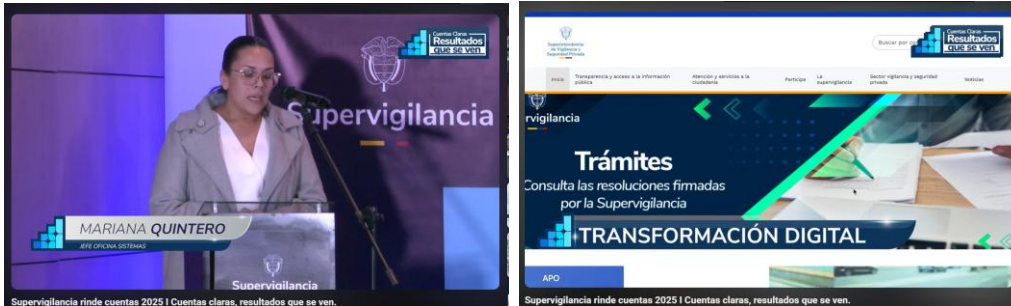 Cuentas Claras
Resultados
que se ven
Supervigilancia
MARIANA QUINTERO
JEFE OFICINA SISTEMAS
Supervigilancia
Supervigilancia rinde cuentas 2025 I Cuentas claras, resultados que se ven.
Superintendencia
de Vigilancia y
Seguridad Privada
Buscar por
Cuentas Claras
Resultados
que se ven
Inicio
Transparencia y acceso a la información
pública
Atención y servicios a la
ciudadanía
Participa
La
supervigilancia
Sector vigilancia y seguridad
privada
Noticias
rvigilancia
Trámites
Consulta las resoluciones firmadas
por la Supervigilancia
TRANSFORMACIÓN DIGITAL
APO
Supervigilancia rinde cuentas 2025 I Cuentas claras, resultados que se ven.